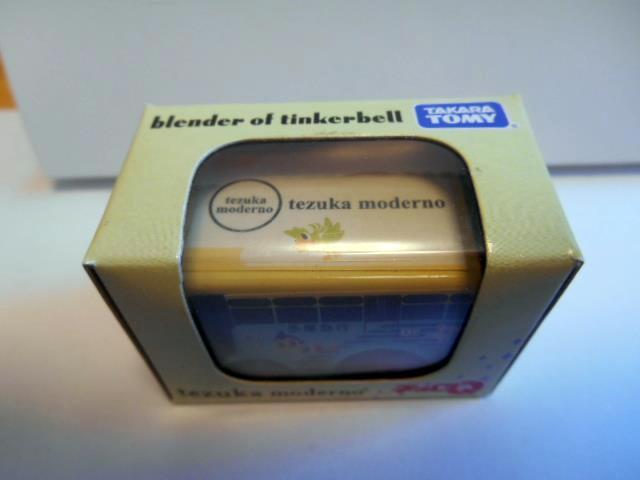 blender of tinkerbell
TAKARA
TOMY
tezuka
moderno
tezuka moderno
tezuka moderno